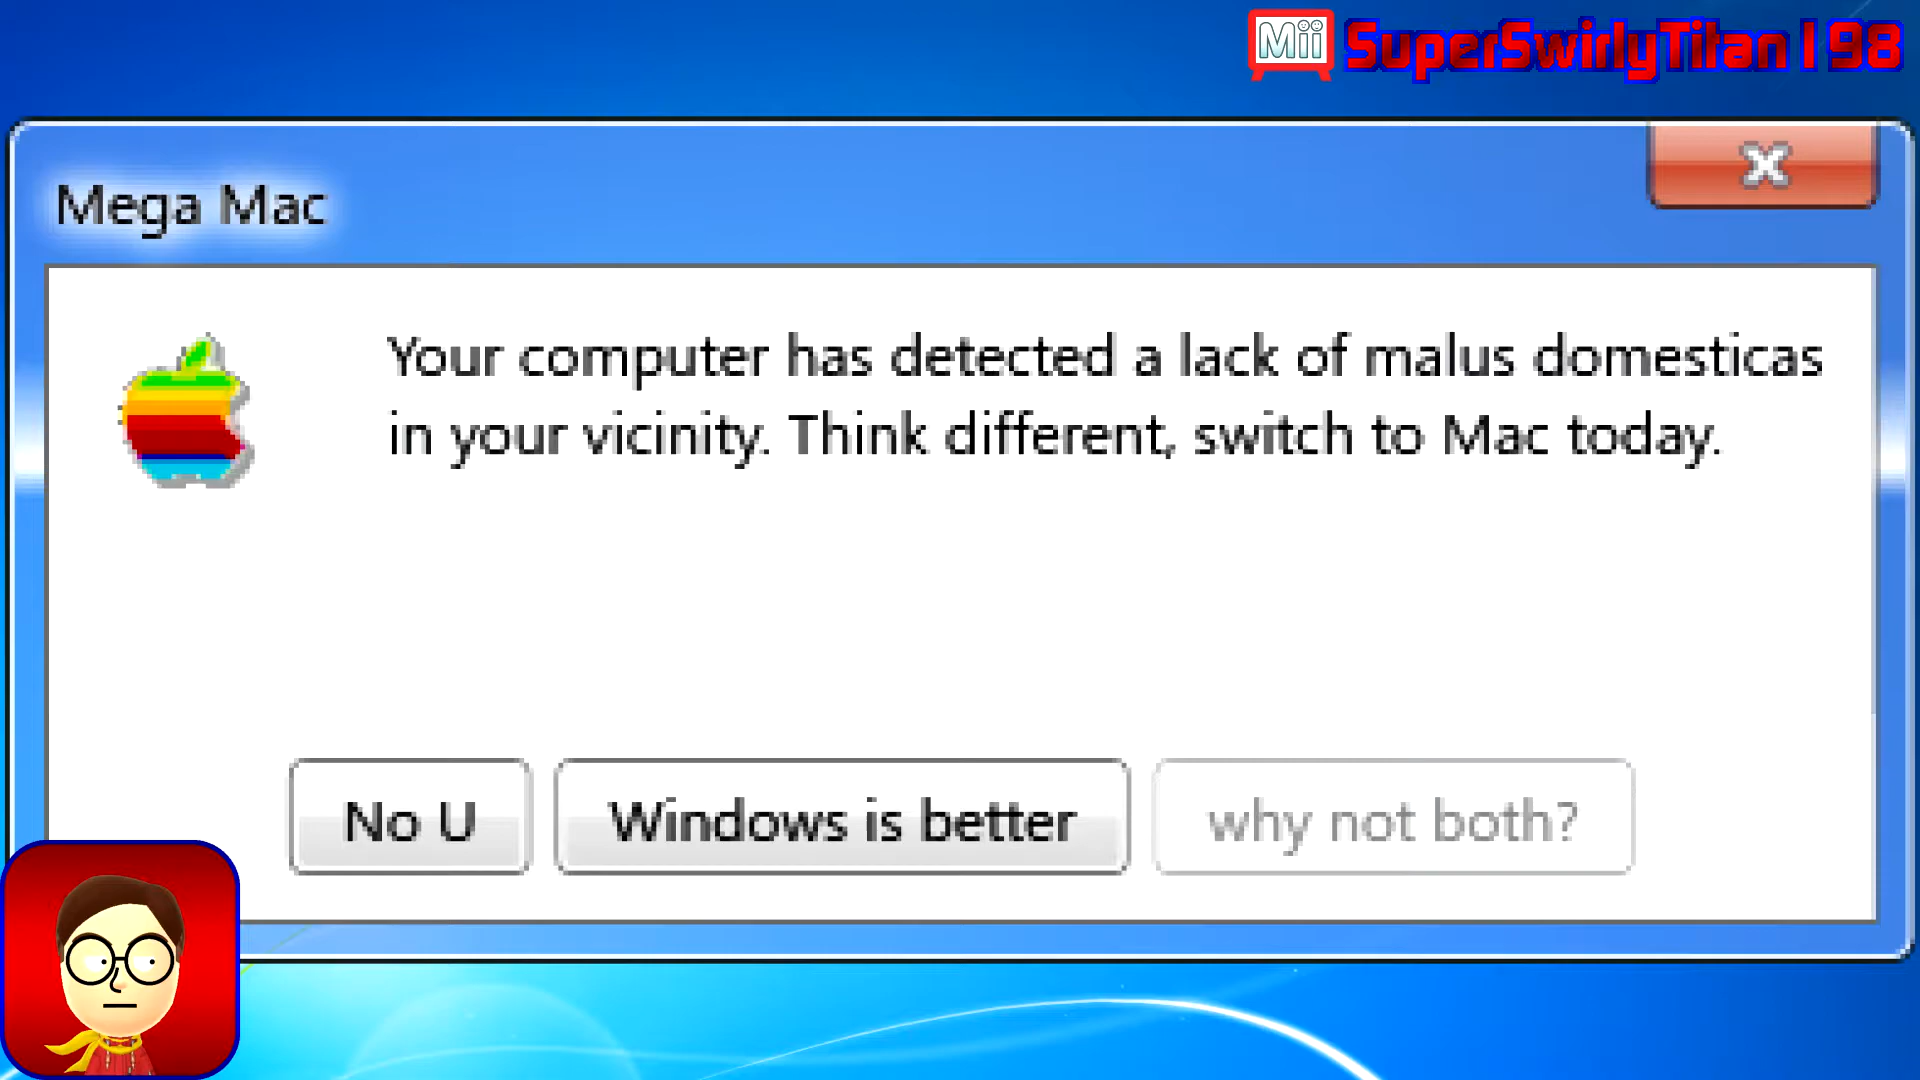 Mii SuperSwirlyTitan198
Mega Mac
Your computer has detected a lack of malus domesticas
in your vicinity. Think different, switch to Mac today.
No U
Windows is better
why not both?